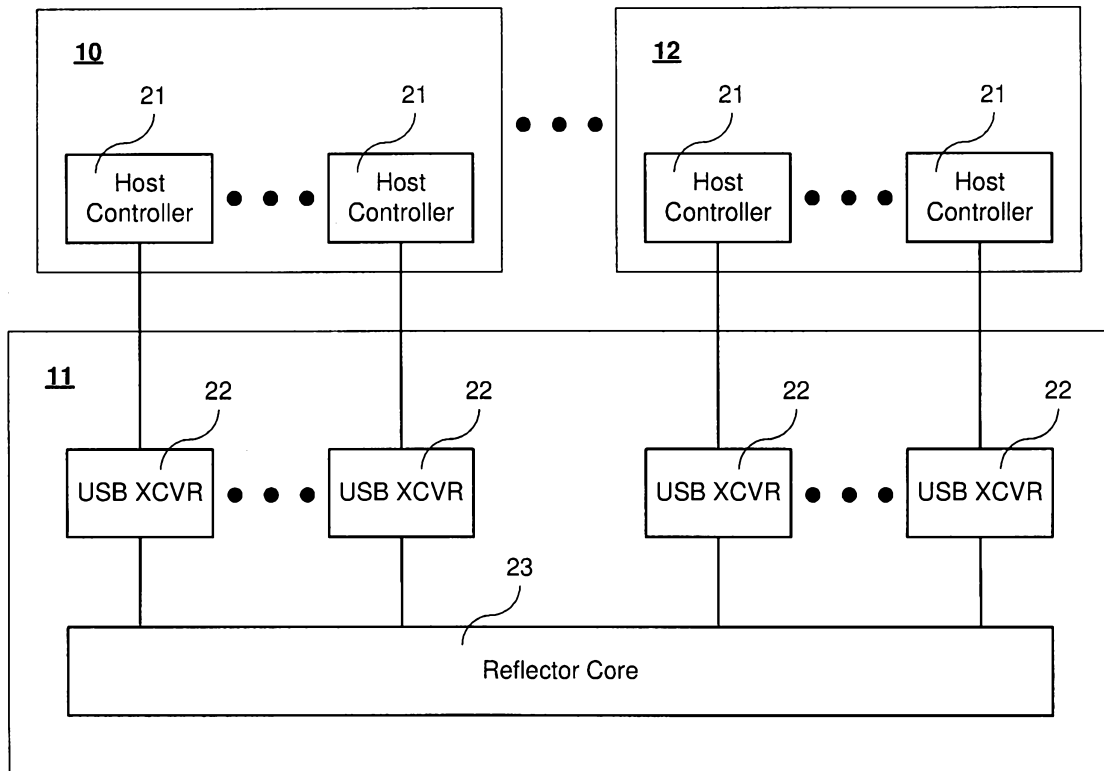 10
12
21
21
21
21
Host
Controller
Host
Controller
Host
Controller
Host
Controller
11
22
22
22
22
USB XCVR
USB XCVR
USB XCVR
USB XCVR
23
Reflector Core